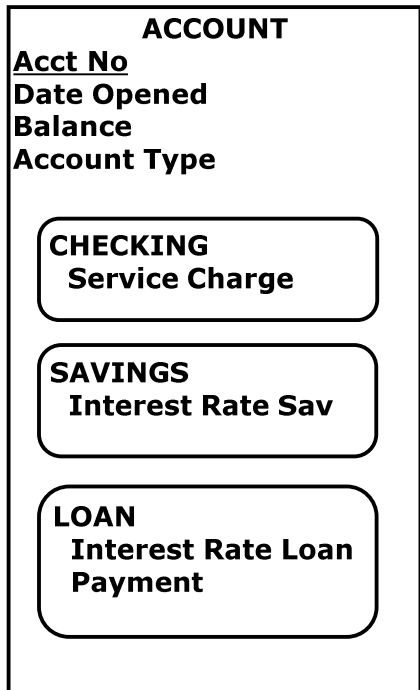 ACCOUNT
Acct No
Date Opened
Balance
Account Type
CHECKING
Service Charge
SAVINGS
Interest Rate Sav
LOAN
Interest Rate Loan
Payment